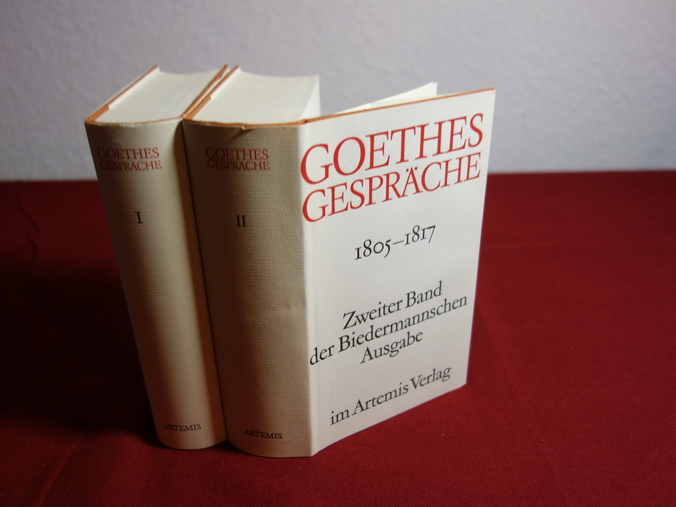 GOETHES
GESPRÄCHE
I
ARTEMIS
GOETHES
GESPRÄCHE
II
ARTEMIS
GOETHES
GESPRÄCHE
1805–1817
Zweiter Band
der Biedermannschen
Ausgabe
im Artemis Verlag